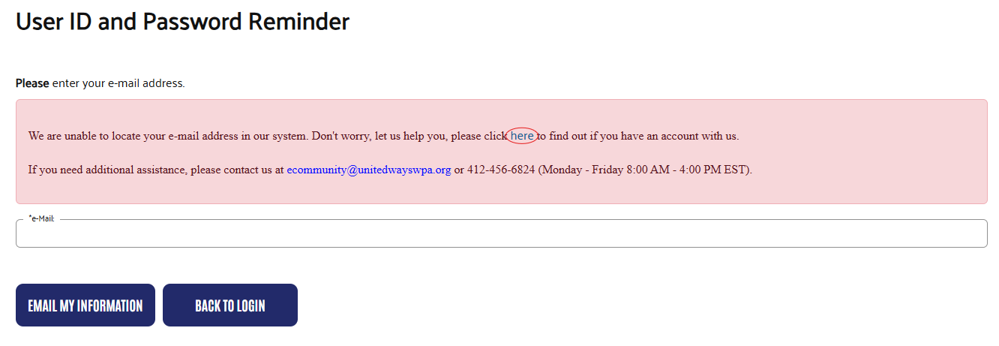 User ID and Password Reminder
Please enter your e-mail address.
We are unable to locate your e-mail address in our system. Don't worry, let us help you, please click here to find out if you have an account with us.
If you need additional assistance, please contact us at ecommunity@unitedwayswpa.org or 412-456-6824 (Monday - Friday 8:00 AM - 4:00 PM EST).
*e-Mail:
EMAIL MY INFORMATION BACK TO LOGIN